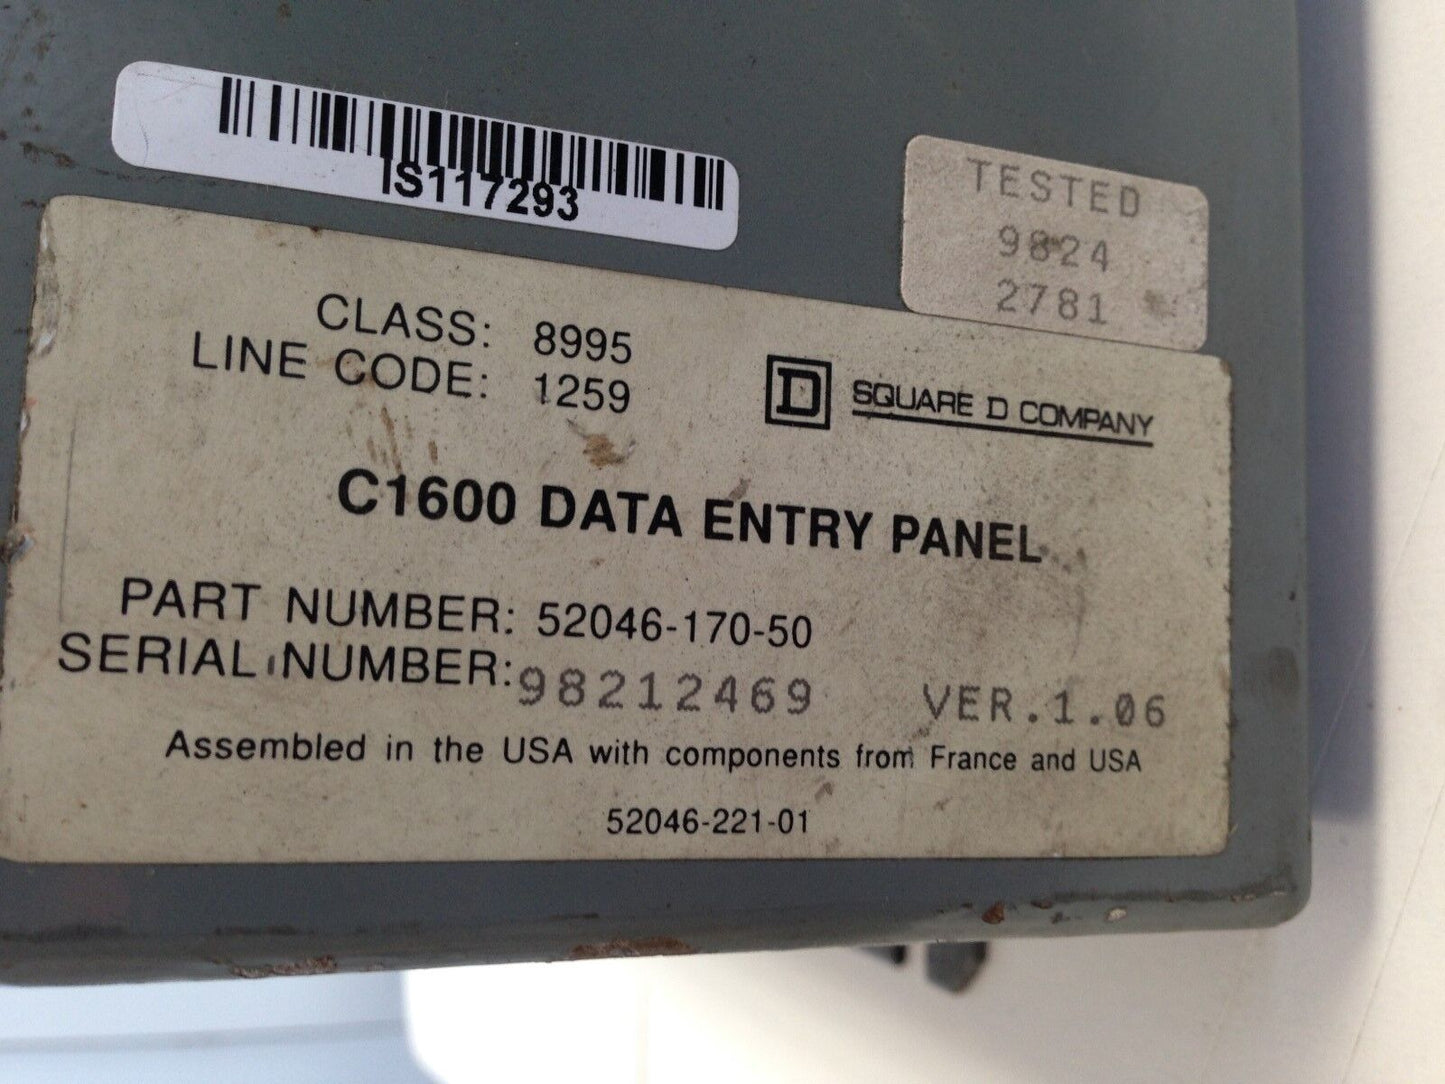 IS117293
TESTED
9824
2781
CLASS: 8995
LINE CODE: 1259
D SQUARE D COMPANY
C1600 DATA ENTRY PANEL
PART NUMBER: 52046-170-50
SERIAL NUMBER: 98212469 VER.1.06
Assembled in the USA with components from France and USA
52046-221-01